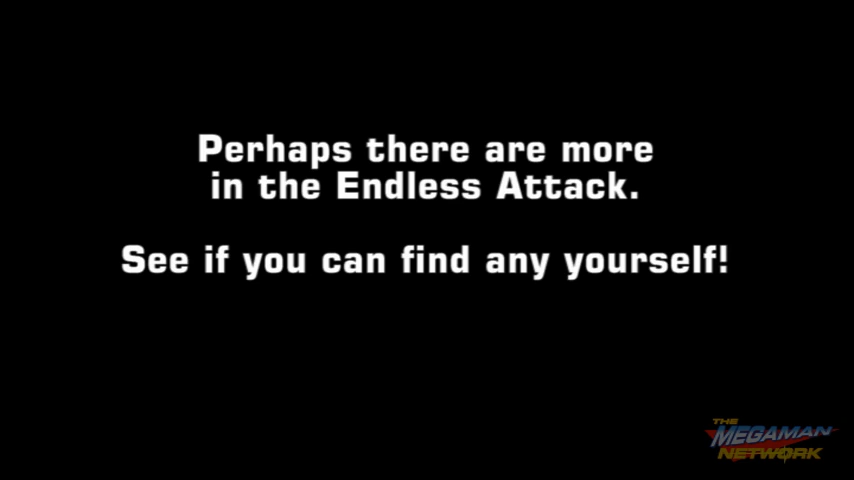 Perhaps there are more
in the Endless Attack.
See if you can find any yourself!
THE
MEGAMAN
NETWORK